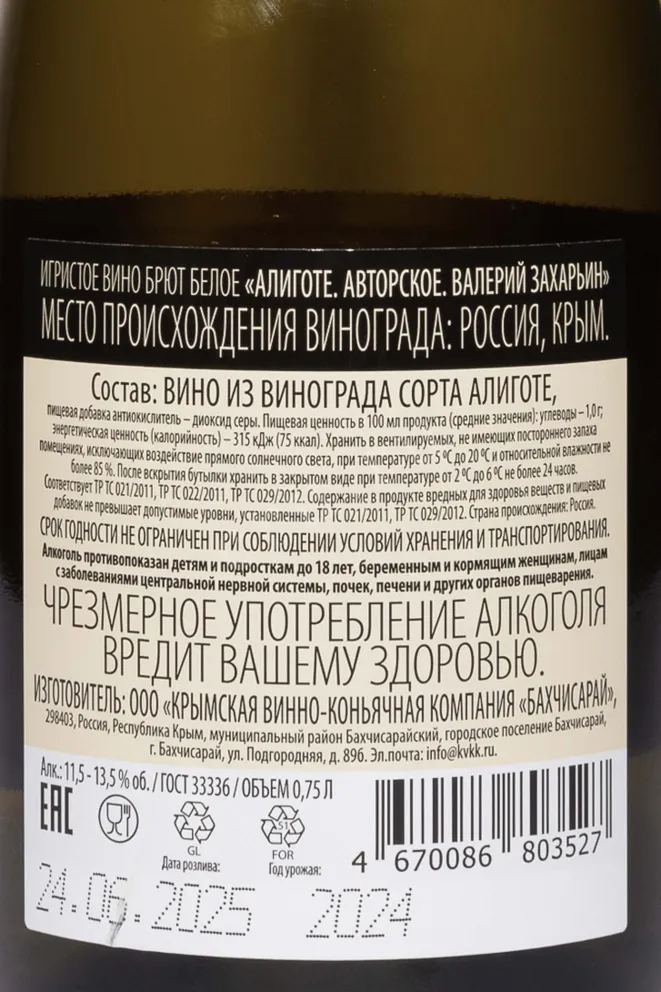 ИГРИСТОЕ ВИНО БРЮТ БЕЛОЕ «АЛИГОТЕ. АВТОРСКОЕ. ВАЛЕРИЙ ЗАХАРЬИН»
МЕСТО ПРОИСХОЖДЕНИЯ ВИНОГРАДА: РОССИЯ, КРЫМ.
Состав: ВИНО ИЗ ВИНОГРАДА СОРТА АЛИГОТЕ,
пищевая добавка антиокислитель – диоксид серы. Пищевая ценность в 100 мл продукта (средние значения): углеводы – 1,0 г;
энергетическая ценность (калорийность) – 315 кДж (75 ккал). Хранить в вентилируемых, не имеющих постороннего запаха
помещениях, исключающих воздействие прямого солнечного света, при температуре от 5 ⁰С до 20 ⁰С и относительной влажности не
более 85 %. После вскрытия бутылки хранить в закрытом виде при температуре от 2 ⁰С до 6 ⁰С не более 24 часов.
Соответствует ТР ТС 021/2011, ТР ТС 022/2011, ТР ТС 029/2012. Содержание в продукте вредных для здоровья веществ и пищевых
добавок не превышает допустимые уровни, установленные ТР ТС 021/2011, ТР ТС 029/2012. Страна происхождения: Россия.
СРОК ГОДНОСТИ НЕ ОГРАНИЧЕН ПРИ СОБЛЮДЕНИИ УСЛОВИЙ ХРАНЕНИЯ И ТРАНСПОРТИРОВАНИЯ.
Алкоголь противопоказан детям и подросткам до 18 лет, беременным и кормящим женщинам, лицам
с заболеваниями центральной нервной системы, почек, печени и других органов пищеварения.
ЧРЕЗМЕРНОЕ УПОТРЕБЛЕНИЕ АЛКОГОЛЯ
ВРЕДИТ ВАШЕМУ ЗДОРОВЬЮ.
ИЗГОТОВИТЕЛЬ: ООО «КРЫМСКАЯ ВИННО-КОНЬЯЧНАЯ КОМПАНИЯ «БАХЧИСАРАЙ»,
298403, Россия, Республика Крым, муниципальный район Бахчисарайский, городское поселение Бахчисарай,
г. Бахчисарай, ул. Подгородняя, д. 89б. Эл.почта: info@kvkk.ru.
Алк.: 11,5 - 13,5 % об. / ГОСТ 33336 / ОБЪЕМ 0,75 Л
EAC
GL
51
FOR
Дата розлива:
Год урожая:
4 670086 803527
24.06.2025
2024